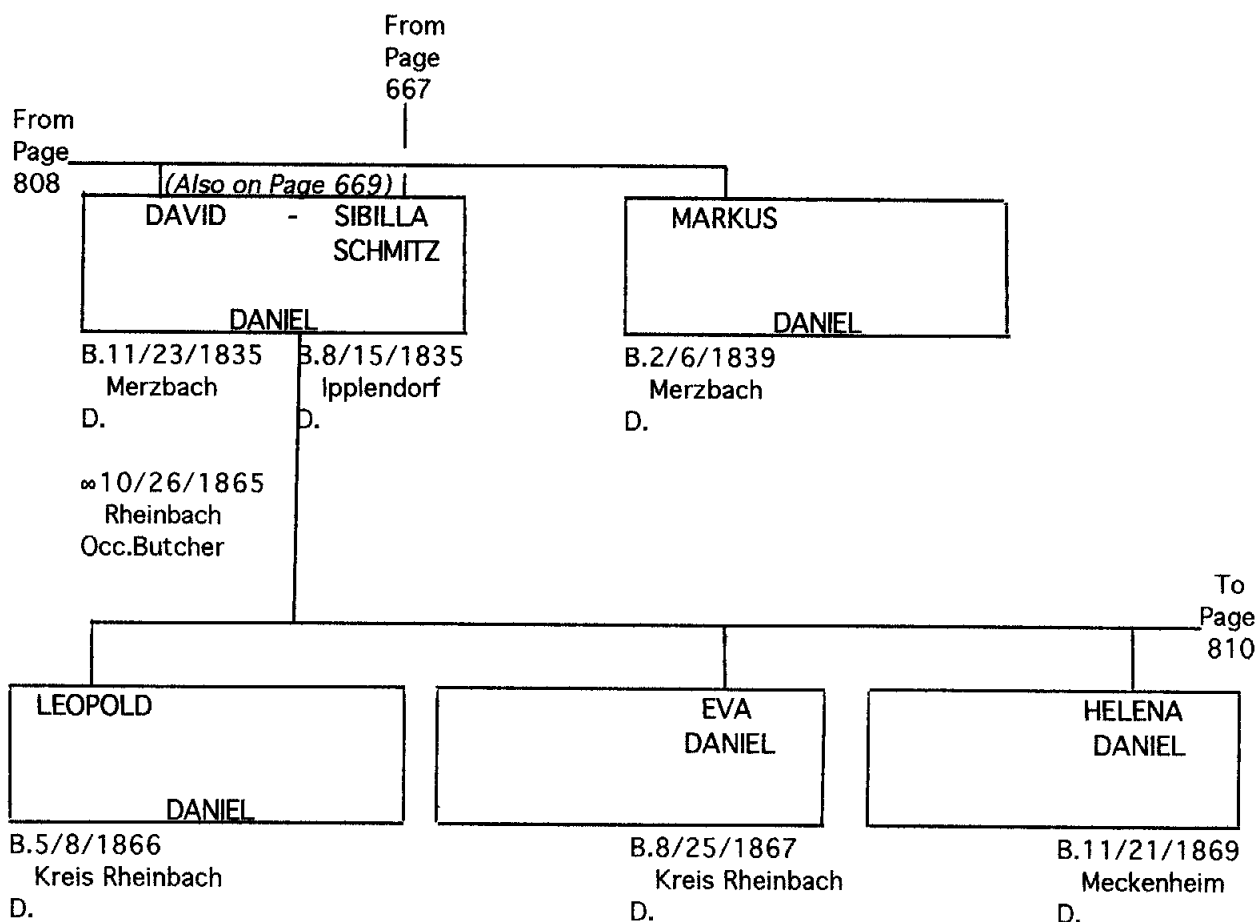 From
Page
667
From
Page
808
(Also on Page 669)
DAVID - SIBILLA
SCHMITZ
DANIEL
B.11/23/1835 B.8/15/1835
Merzbach Ipplendorf
D. D.
∞10/26/1865
Rheinbach
Occ.Butcher
MARKUS
DANIEL
B.2/6/1839
Merzbach
D.
To
Page
810
LEOPOLD
DANIEL
B.5/8/1866
Kreis Rheinbach
D.
EVA
DANIEL
B.8/25/1867
Kreis Rheinbach
D.
HELENA
DANIEL
B.11/21/1869
Meckenheim
D.